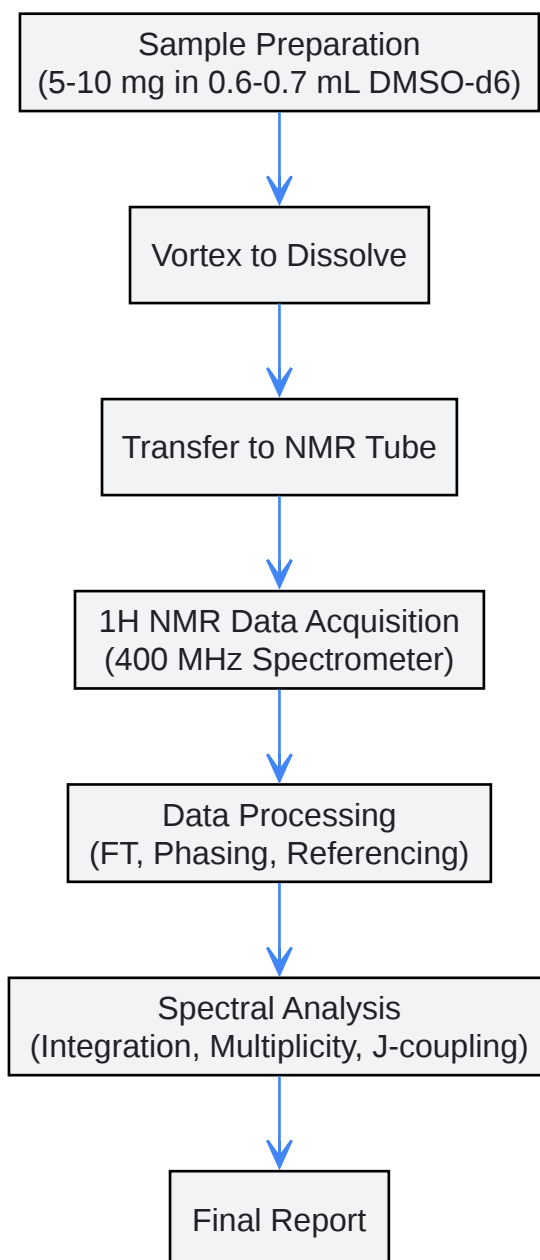 Sample Preparation
(5-10 mg in 0.6-0.7 mL DMSO-d6)
Vortex to Dissolve
Transfer to NMR Tube
1H NMR Data Acquisition
(400 MHz Spectrometer)
Data Processing
(FT, Phasing, Referencing)
Spectral Analysis
(Integration, Multiplicity, J-coupling)
Final Report